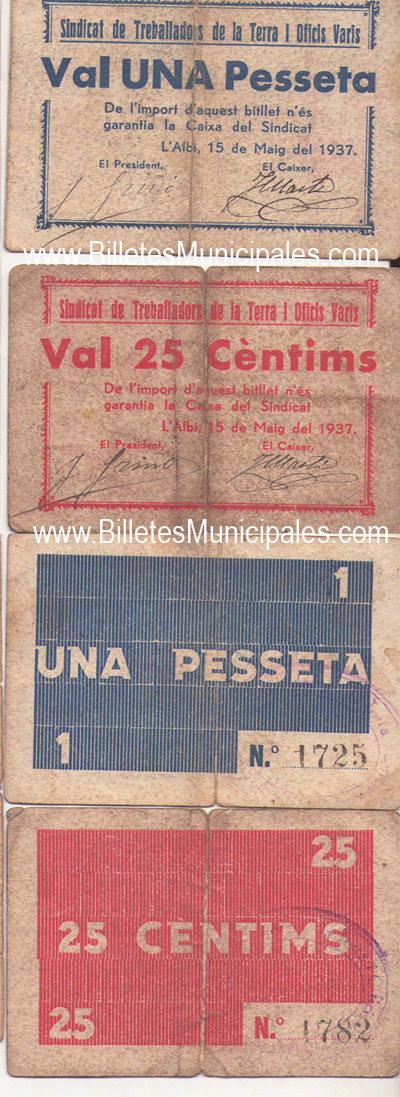 Sindicat de Treballadors de la Terra i Oficis Varis
Val UNA Pesseta
De l'import d'aquest bitllet n'és
garantia la Caixa del Sindicat
L'Albi, 15 de Maig del 1937.
El President, El Caixer,
www.BilletesMunicipales.com
Sindicat de Treballadors de la Terra i Oficis Varis
Val 25 Cèntims
De l'import d'aquest bitllet n'és
garantia la Caixa del Sindicat
L'Albi, 15 de Maig del 1937.
El President, El Caixer,
www.BilletesMunicipales.com
1
UNA PESSETA
1
N.º 1725
25
25 CÈNTIMS
25
N.º 1782